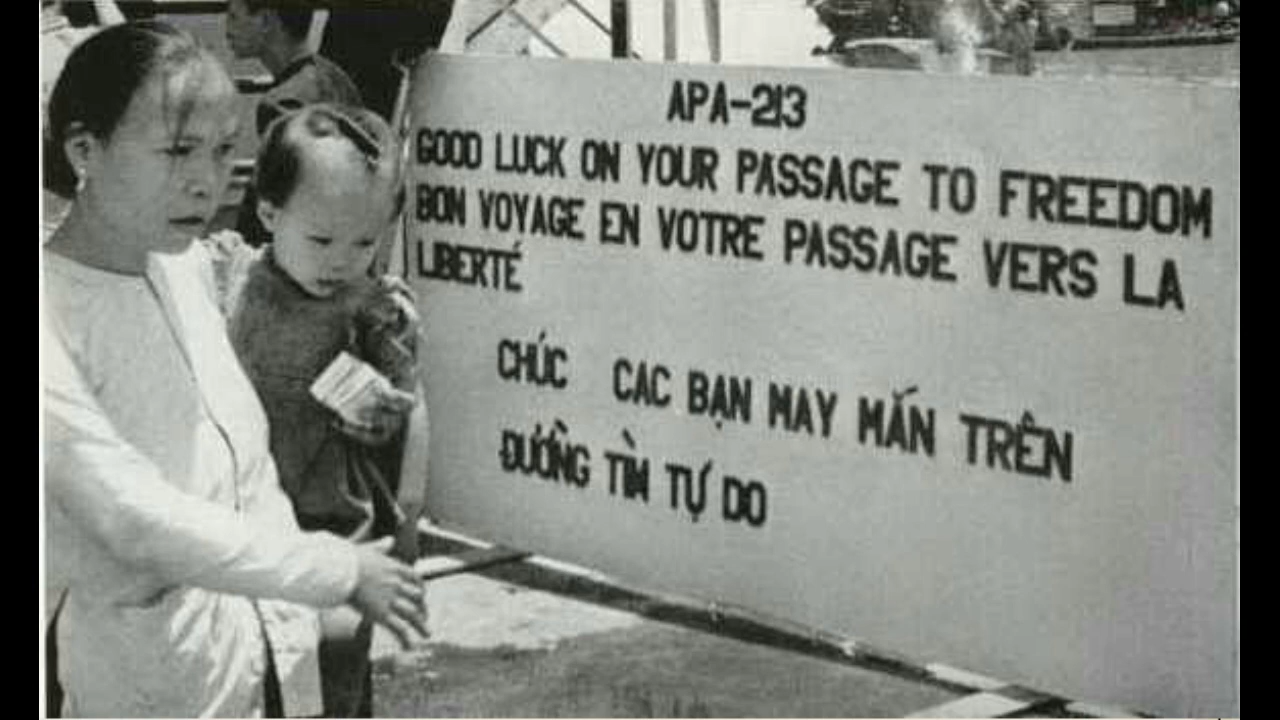 APA-213
GOOD LUCK ON YOUR PASSAGE TO FREEDOM
BON VOYAGE EN VOTRE PASSAGE VERS LA
LIBERTÉ
CHÚC CAC BẠN MAY MẮN TRÊN
ĐƯỜNG TÌM TỰ DO